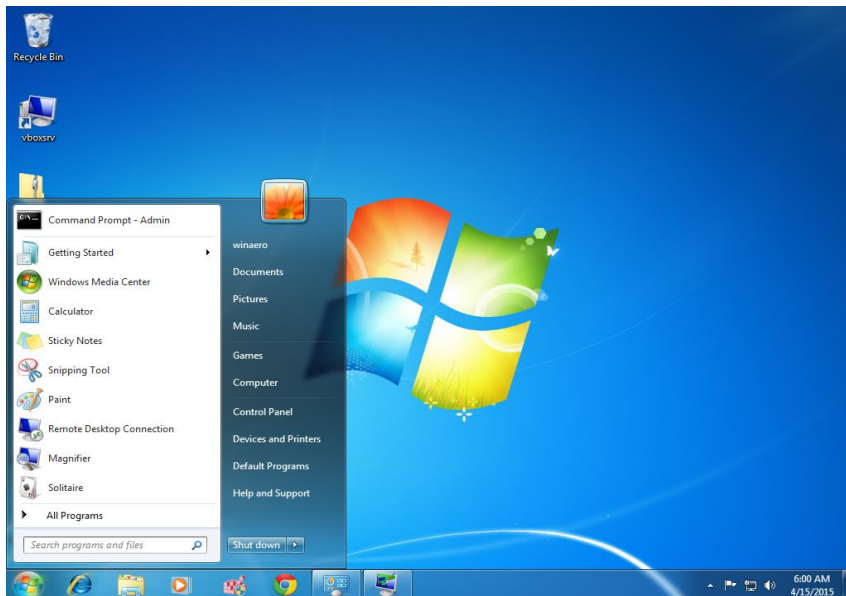 Recycle Bin
vboxsrv
Command Prompt - Admin
Getting Started
Windows Media Center
Calculator
Sticky Notes
Snipping Tool
Paint
Remote Desktop Connection
Magnifier
Solitaire
All Programs
Search programs and files
winaero
Documents
Pictures
Music
Games
Computer
Control Panel
Devices and Printers
Default Programs
Help and Support
Shut down
6:00 AM
4/15/2015